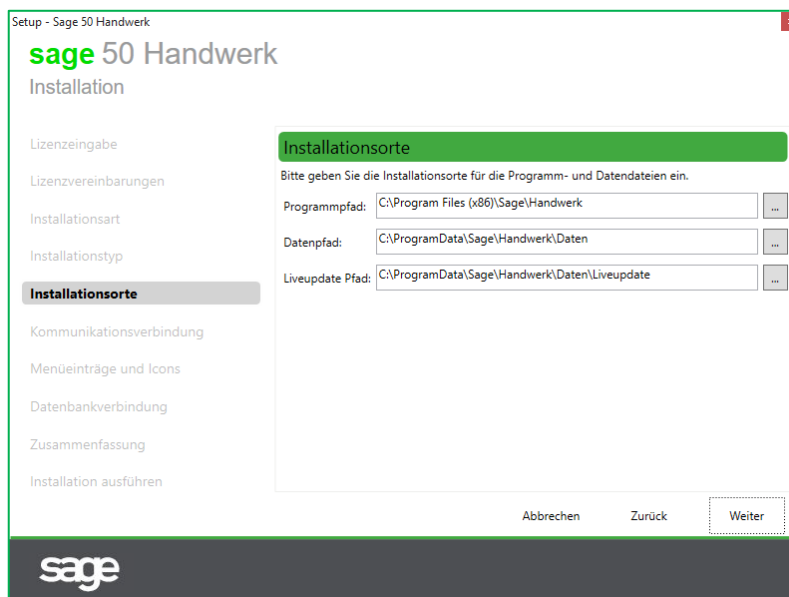 Setup - Sage 50 Handwerk
sage 50 Handwerk
Installation
Lizenzeingabe
Lizenzvereinbarungen
Installationsart
Installationstyp
Installationsorte
Kommunikationsverbindung
Menüeinträge und Icons
Datenbankverbindung
Zusammenfassung
Installation ausführen
Installationsorte
Bitte geben Sie die Installationsorte für die Programm- und Datendateien ein.
Programmpfad: C:\Program Files (x86)\Sage\Handwerk ...
Datenpfad: C:\ProgramData\Sage\Handwerk\Daten ...
Liveupdate Pfad: C:\ProgramData\Sage\Handwerk\Daten\Liveupdate ...
Abbrechen Zurück Weiter
sage